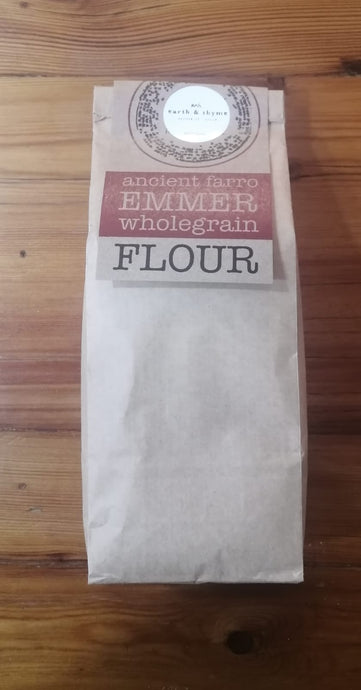 earth & thyme
ancient farro
EMMER
wholegrain
FLOUR